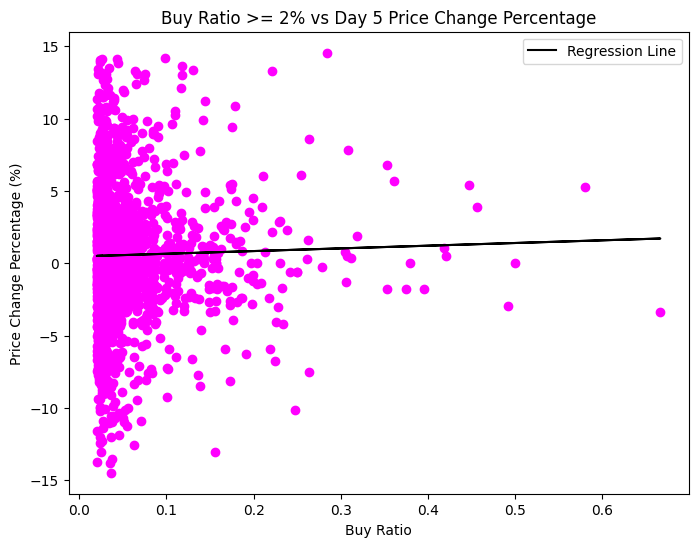 Buy Ratio >= 2% vs Day 5 Price Change Percentage
Regression Line
Price Change Percentage (%)
15
10
5
0
−5
−10
−15
0.0 0.1 0.2 0.3 0.4 0.5 0.6
Buy Ratio